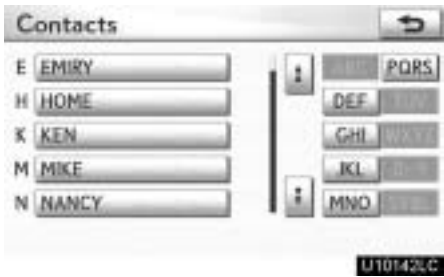 Contacts
E EMIRY PQRS
H HOME DEF
K KEN GHI
M MIKE JKL
N NANCY MNO
U10142LC